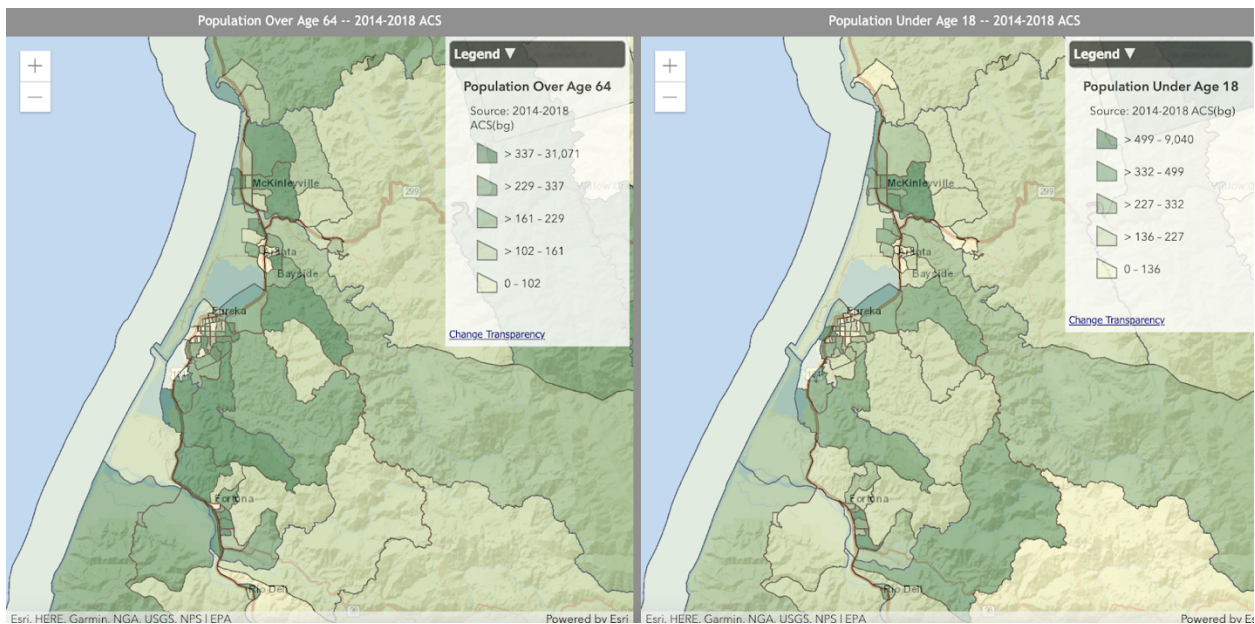 Population Over Age 64 -- 2014-2018 ACS
+
−
Legend ▼
Population Over Age 64
Source: 2014-2018
ACS(bg)
> 337 - 31,071
> 229 - 337
> 161 - 229
> 102 - 161
0 - 102
Change Transparency
McKinleyville
299
Arcata
Bayside
Eureka
Fortuna
Rio Dell
Esri, HERE, Garmin, NGA, USGS, NPS | EPA
Powered by Esri
Population Under Age 18 -- 2014-2018 ACS
+
−
Legend ▼
Population Under Age 18
Source: 2014-2018 ACS(bg)
> 499 - 9,040
> 332 - 499
> 227 - 332
> 136 - 227
0 - 136
Change Transparency
McKinleyville
299
Arcata
Bayside
Eureka
Fortuna
Rio Dell
36
Esri, HERE, Garmin, NGA, USGS, NPS | EPA
Powered by Es